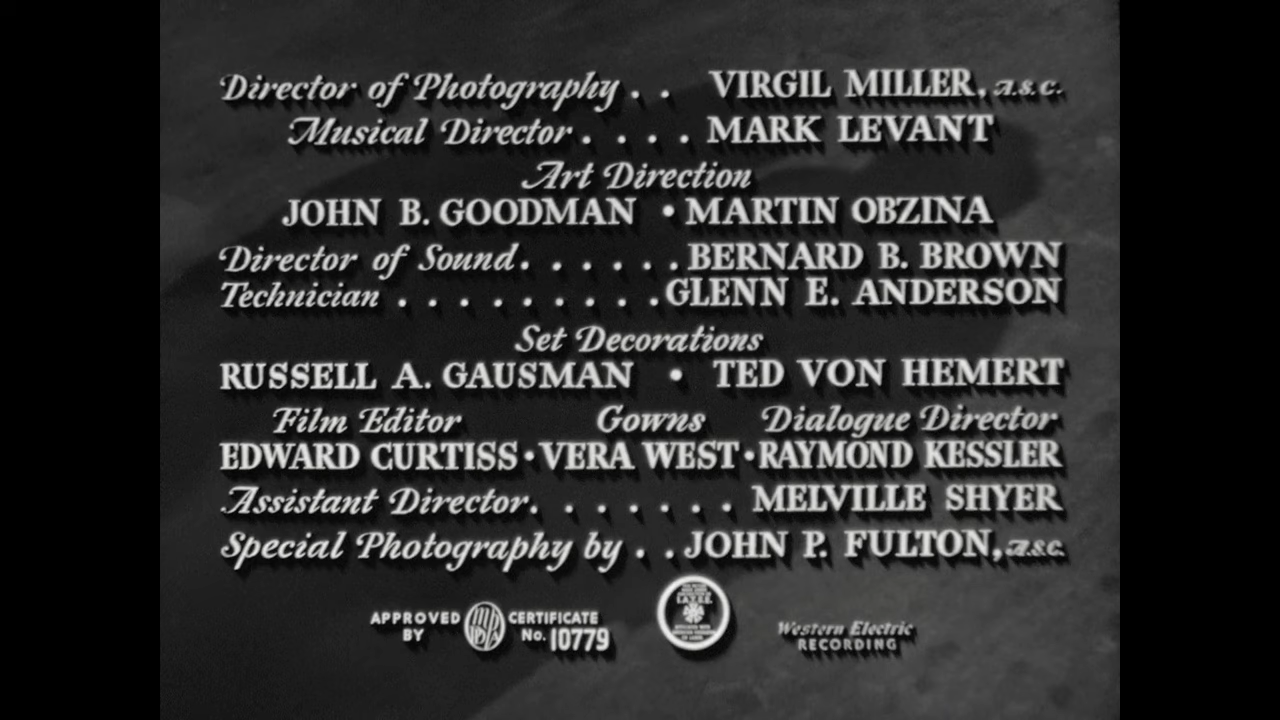 Director of Photography . . VIRGIL MILLER, A.S.C.
Musical Director . . . . MARK LEVANT
Art Direction
JOHN B. GOODMAN • MARTIN OBZINA
Director of Sound . . . . . . BERNARD B. BROWN
Technician . . . . . . . . . GLENN E. ANDERSON
Set Decorations
RUSSELL A. GAUSMAN • TED VON HEMERT
Film Editor Gowns Dialogue Director
EDWARD CURTISS • VERA WEST • RAYMOND KESSLER
Assistant Director . . . . . . . MELVILLE SHYER
Special Photography by . . JOHN P. FULTON, A.S.C.
APPROVED BY MPPDA CERTIFICATE No. 10779
I.A.T.S.E.
Western Electric
RECORDING